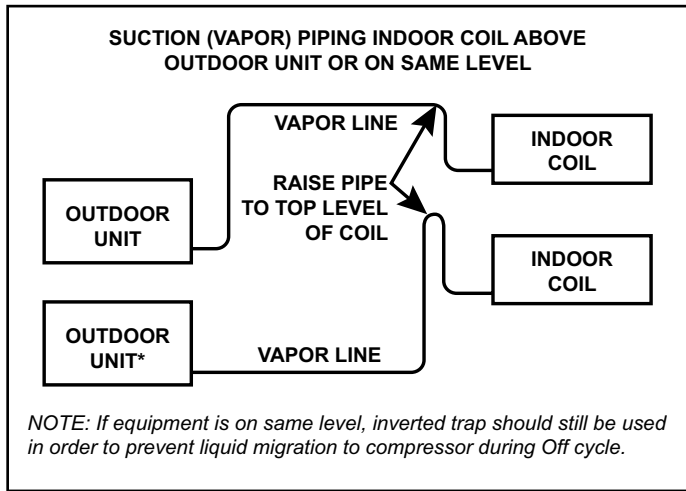 SUCTION (VAPOR) PIPING INDOOR COIL ABOVE
OUTDOOR UNIT OR ON SAME LEVEL
VAPOR LINE
INDOOR
COIL
RAISE PIPE
TO TOP LEVEL
OF COIL
OUTDOOR
UNIT
INDOOR
COIL
OUTDOOR
UNIT*
VAPOR LINE
NOTE: If equipment is on same level, inverted trap should still be used
in order to prevent liquid migration to compressor during Off cycle.